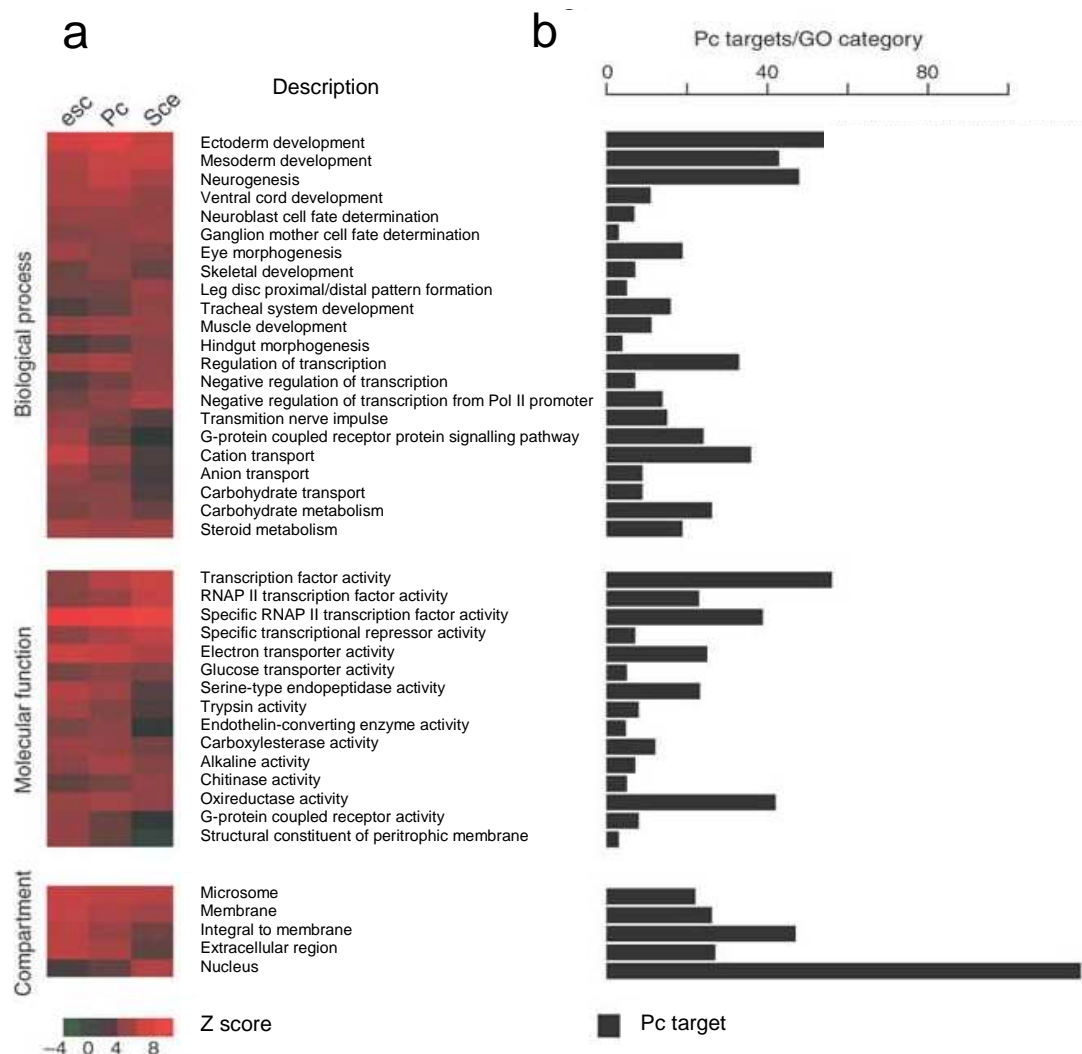 a
b
Pc targets/GO category
0 40 80
Description
esc Pc Sce
Biological process
Ectoderm development
Mesoderm development
Neurogenesis
Ventral cord development
Neuroblast cell fate determination
Ganglion mother cell fate determination
Eye morphogenesis
Skeletal development
Leg disc proximal/distal pattern formation
Tracheal system development
Muscle development
Hindgut morphogenesis
Regulation of transcription
Negative regulation of transcription
Negative regulation of transcription from Pol II promoter
Transmition nerve impulse
G-protein coupled receptor protein signalling pathway
Cation transport
Anion transport
Carbohydrate transport
Carbohydrate metabolism
Steroid metabolism
Molecular function
Transcription factor activity
RNAP II transcription factor activity
Specific RNAP II transcription factor activity
Specific transcriptional repressor activity
Electron transporter activity
Glucose transporter activity
Serine-type endopeptidase activity
Trypsin activity
Endothelin-converting enzyme activity
Carboxylesterase activity
Alkaline activity
Chitinase activity
Oxireductase activity
G-protein coupled receptor activity
Structural constituent of peritrophic membrane
Compartment
Microsome
Membrane
Integral to membrane
Extracellular region
Nucleus
Z score
−4 0 4 8
Pc target